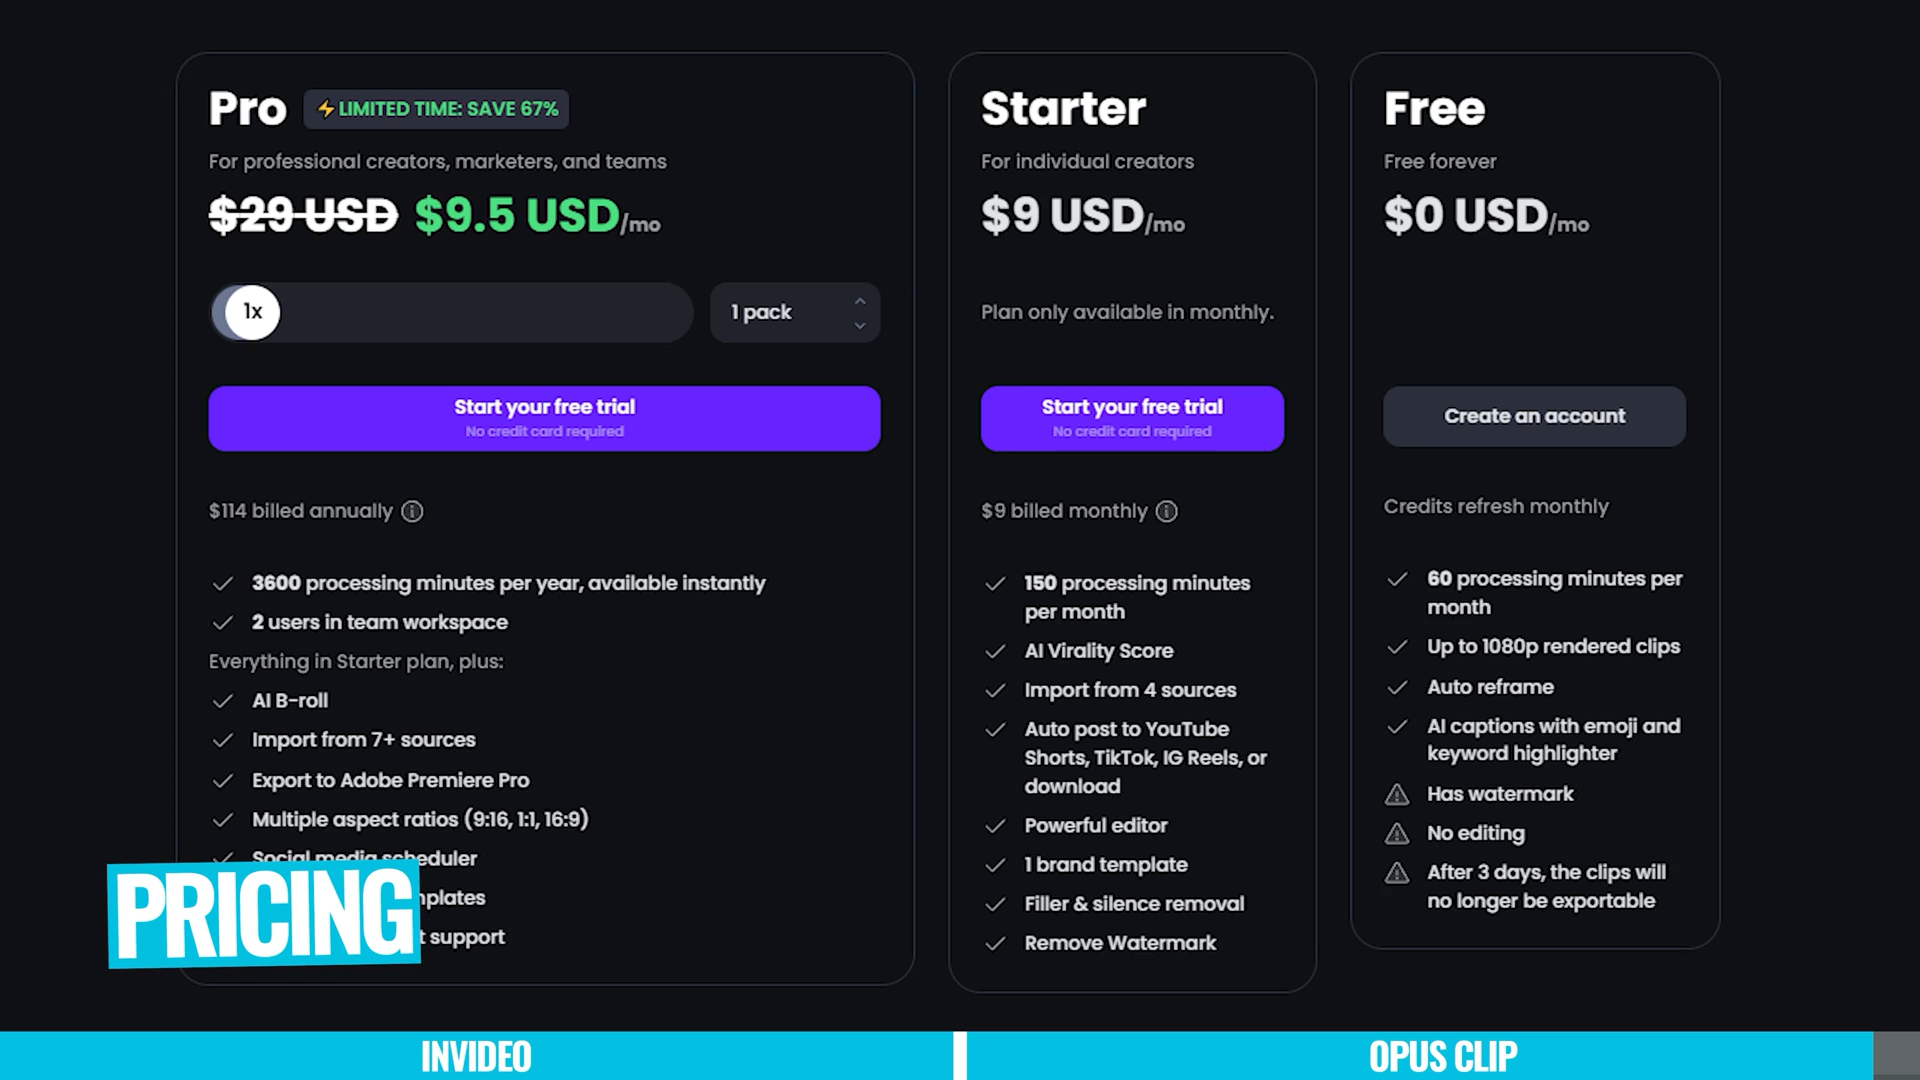 Pro
⚡LIMITED TIME: SAVE 67%
For professional creators, marketers, and teams
$29 USD $9.5 USD/mo
1x
1 pack
Start your free trial
No credit card required
$114 billed annually
3600 processing minutes per year, available instantly
2 users in team workspace
Everything in Starter plan, plus:
AI B-roll
Import from 7+ sources
Export to Adobe Premiere Pro
Multiple aspect ratios (9:16, 1:1, 16:9)
Social media scheduler
support
Starter
For individual creators
$9 USD/mo
Plan only available in monthly.
Start your free trial
No credit card required
$9 billed monthly
150 processing minutes
per month
AI Virality Score
Import from 4 sources
Auto post to YouTube
Shorts, TikTok, IG Reels, or
download
Powerful editor
1 brand template
Filler & silence removal
Remove Watermark
Free
Free forever
$0 USD/mo
Create an account
Credits refresh monthly
60 processing minutes per
month
Up to 1080p rendered clips
Auto reframe
AI captions with emoji and
keyword highlighter
Has watermark
No editing
After 3 days, the clips will
no longer be exportable
PRICING
INVIDEO
OPUS CLIP